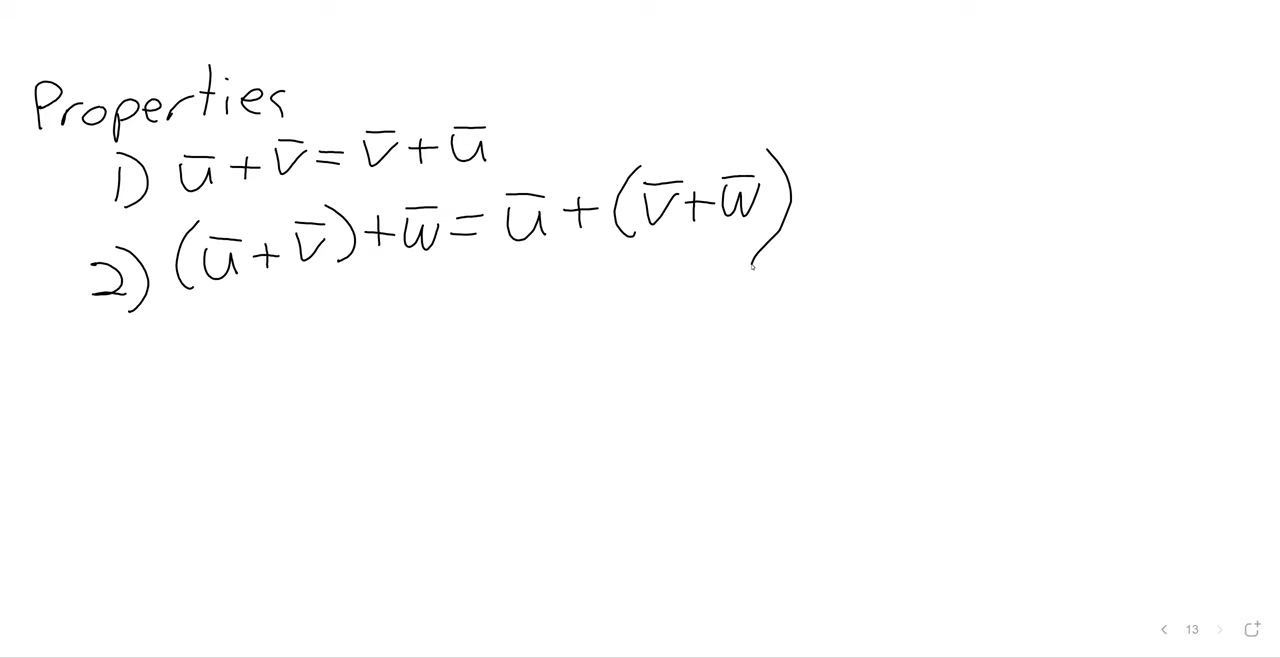 Properties
1) u̅ + v̅ = v̅ + u̅
2) (u̅ + v̅) + w̅ = u̅ + (v̅ + w̅)
13